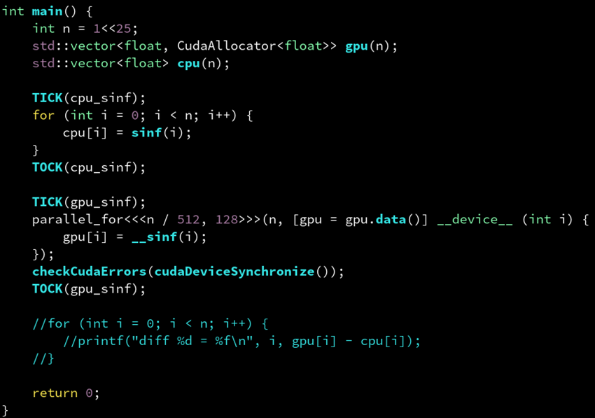 int main() {
    int n = 1<<25;
    std::vector<float, CudaAllocator<float>> gpu(n);
    std::vector<float> cpu(n);

    TICK(cpu_sinf);
    for (int i = 0; i < n; i++) {
        cpu[i] = sinf(i);
    }
    TOCK(cpu_sinf);

    TICK(gpu_sinf);
    parallel_for<<<n / 512, 128>>>(n, [gpu = gpu.data()] __device__ (int i) {
        gpu[i] = __sinf(i);
    });
    checkCudaErrors(cudaDeviceSynchronize());
    TOCK(gpu_sinf);

    //for (int i = 0; i < n; i++) {
        //printf("diff %d = %f\n", i, gpu[i] - cpu[i]);
    //}

    return 0;
}